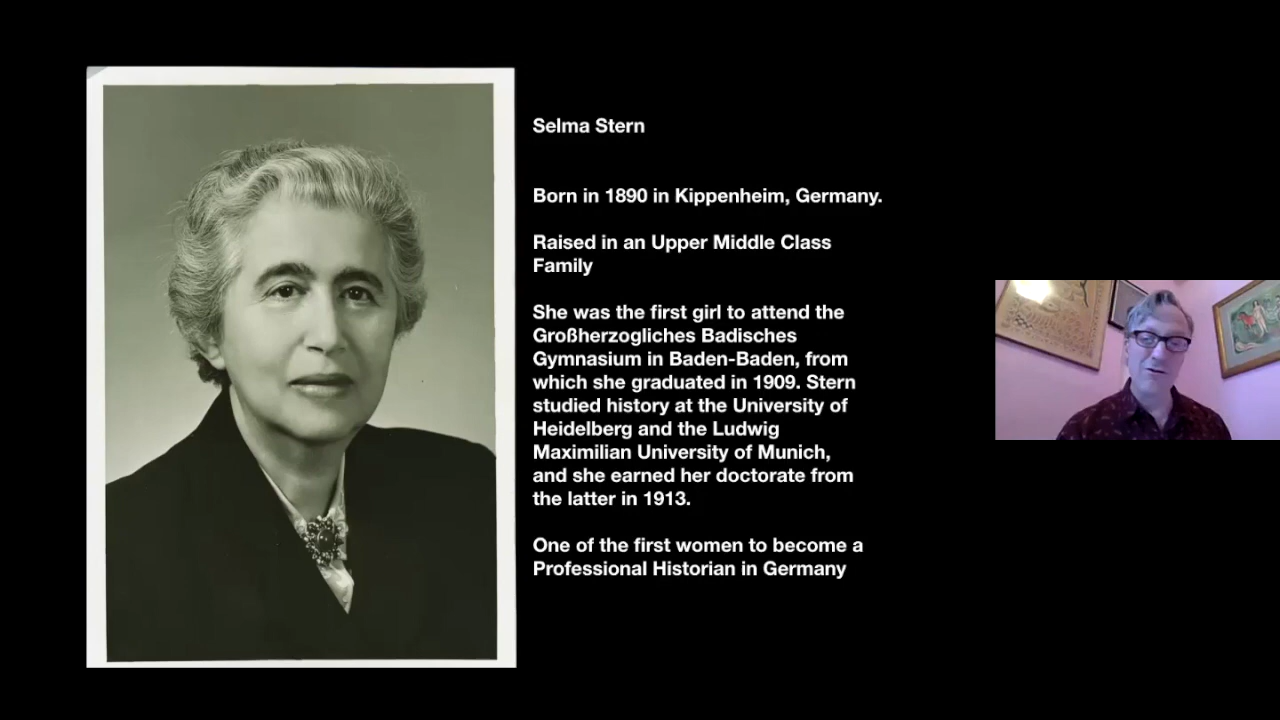 Selma Stern
Born in 1890 in Kippenheim, Germany.
Raised in an Upper Middle Class
Family
She was the first girl to attend the
Großherzogliches Badisches
Gymnasium in Baden-Baden, from
which she graduated in 1909. Stern
studied history at the University of
Heidelberg and the Ludwig
Maximilian University of Munich,
and she earned her doctorate from
the latter in 1913.
One of the first women to become a
Professional Historian in Germany